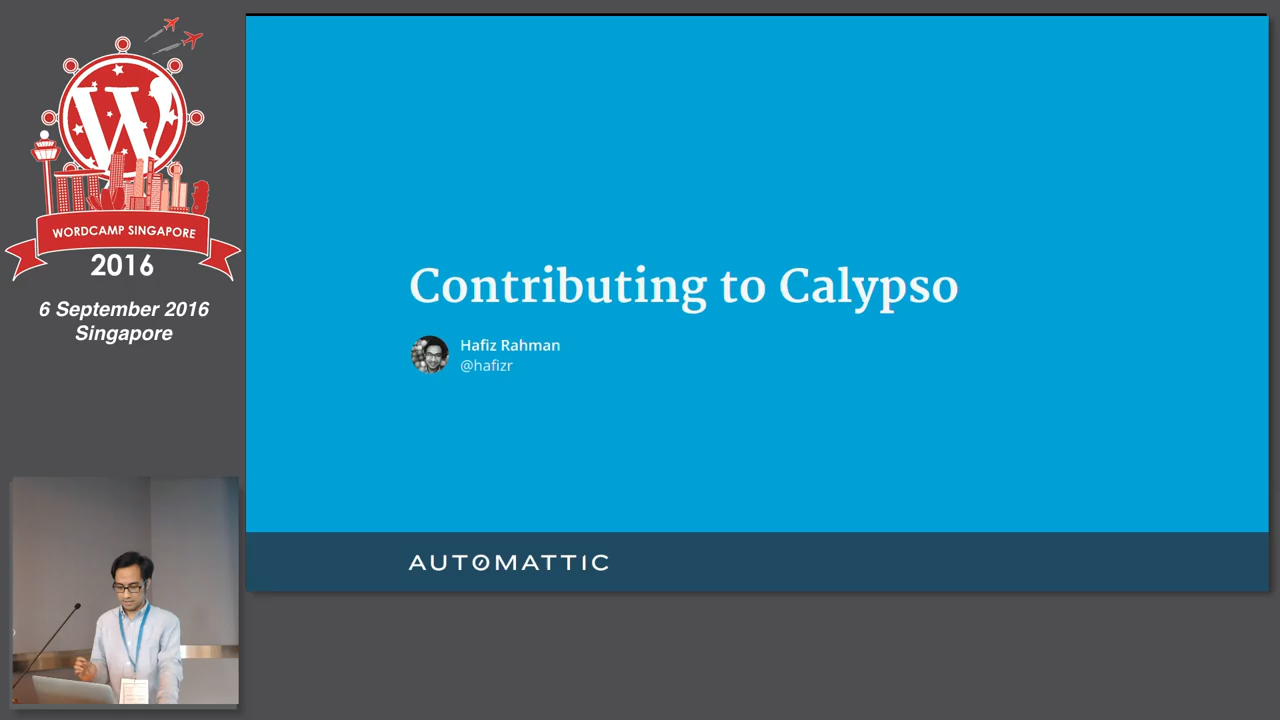 WORDCAMP SINGAPORE
2016
6 September 2016
Singapore
Contributing to Calypso
Hafiz Rahman
@hafizr
AUTOMATTIC